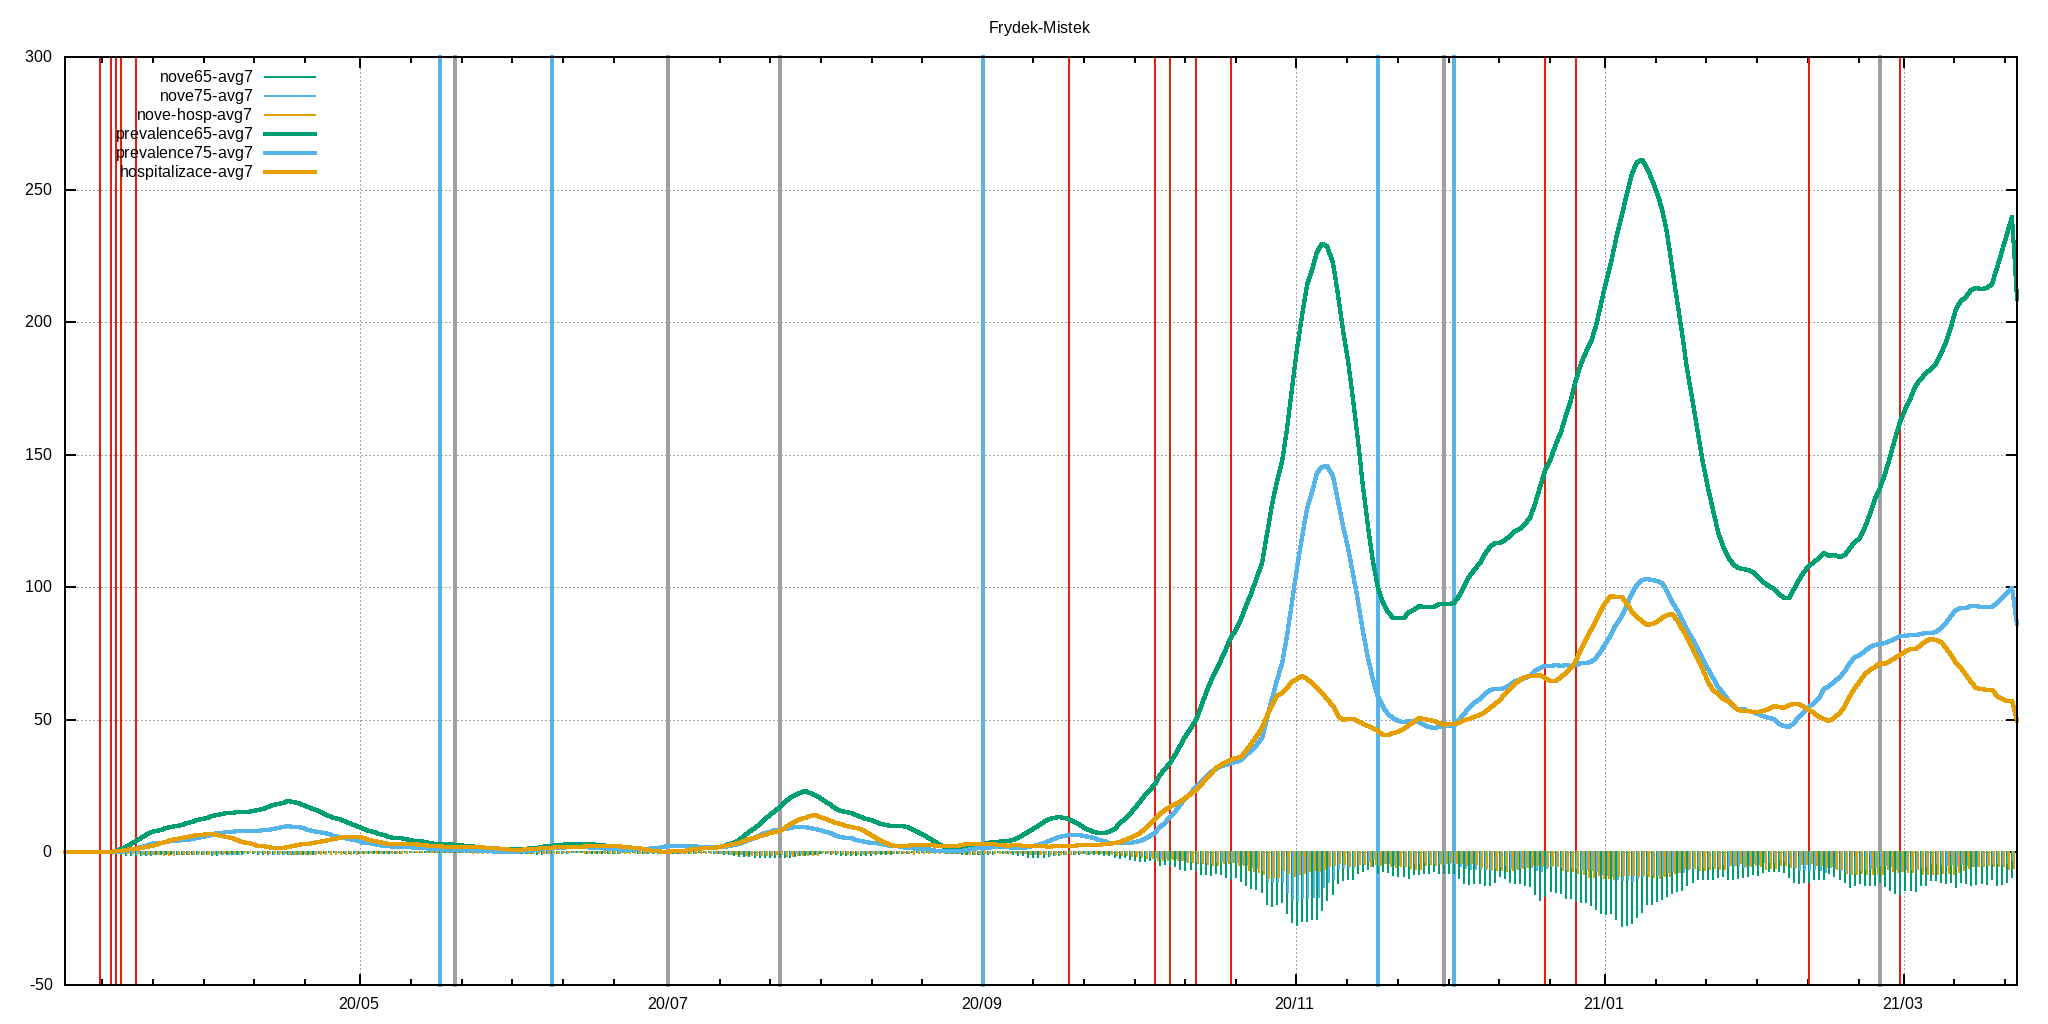 Frydek-Mistek
300
250
200
150
100
50
0
-50
nove65-avg7
nove75-avg7
nove-hosp-avg7
prevalence65-avg7
prevalence75-avg7
hospitalizace-avg7
20/05
20/07
20/09
20/11
21/01
21/03